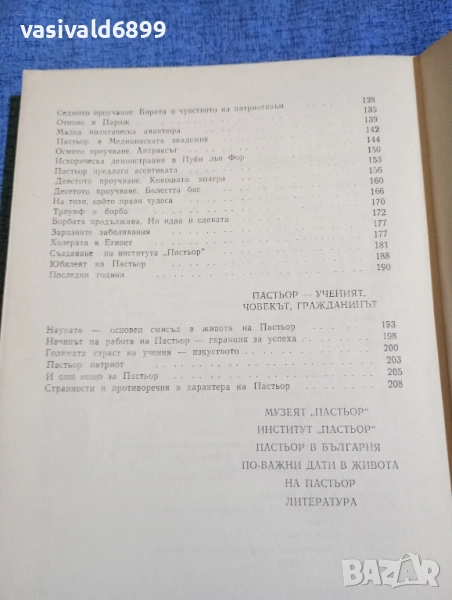 vasivald6899
Седмото проучване. Бирата и чувството на патриотизъм 128
Отново в Париж 135
Малка политическа авантюра 139
Пастьор в Медицинската академия 142
Осмото проучване. Антраксът 144
Историческа демонстрация в Пуйи льо Фор 150
Пастьор предлага асептиката 153
Деветото проучване. Кокошата холера 156
Десетото проучване. Болестта бяс 160
На този, който прави чудеса 166
Триумф с борба 170
Борбата продължава. Но идва и славата 172
Заразните заболявания 177
Холерата в Египет 177
Създаване на института „Пастьор“ 181
Юбилеят на Пастьор 188
Последни години 190
ПАСТЬОР — УЧЕНИЯТ,
ЧОВЕКЪТ, ГРАЖДАНИНЪТ
Науката — основен смисъл в живота на Пастьор 193
Начинът на работа на Пастьор — гаранция за успеха 198
Голямата страст на учения — изкуството 200
Пастьор патриот 203
И още нещо за Пастьор 205
Странности и противоречия в характера на Пастьор 208
МУЗЕЯТ „ПАСТЬОР“
ИНСТИТУТ „ПАСТЬОР“
ПАСТЬОР В БЪЛГАРИЯ
ПО-ВАЖНИ ДАТИ В ЖИВОТА
НА ПАСТЬОР
ЛИТЕРАТУРА
BAZAR